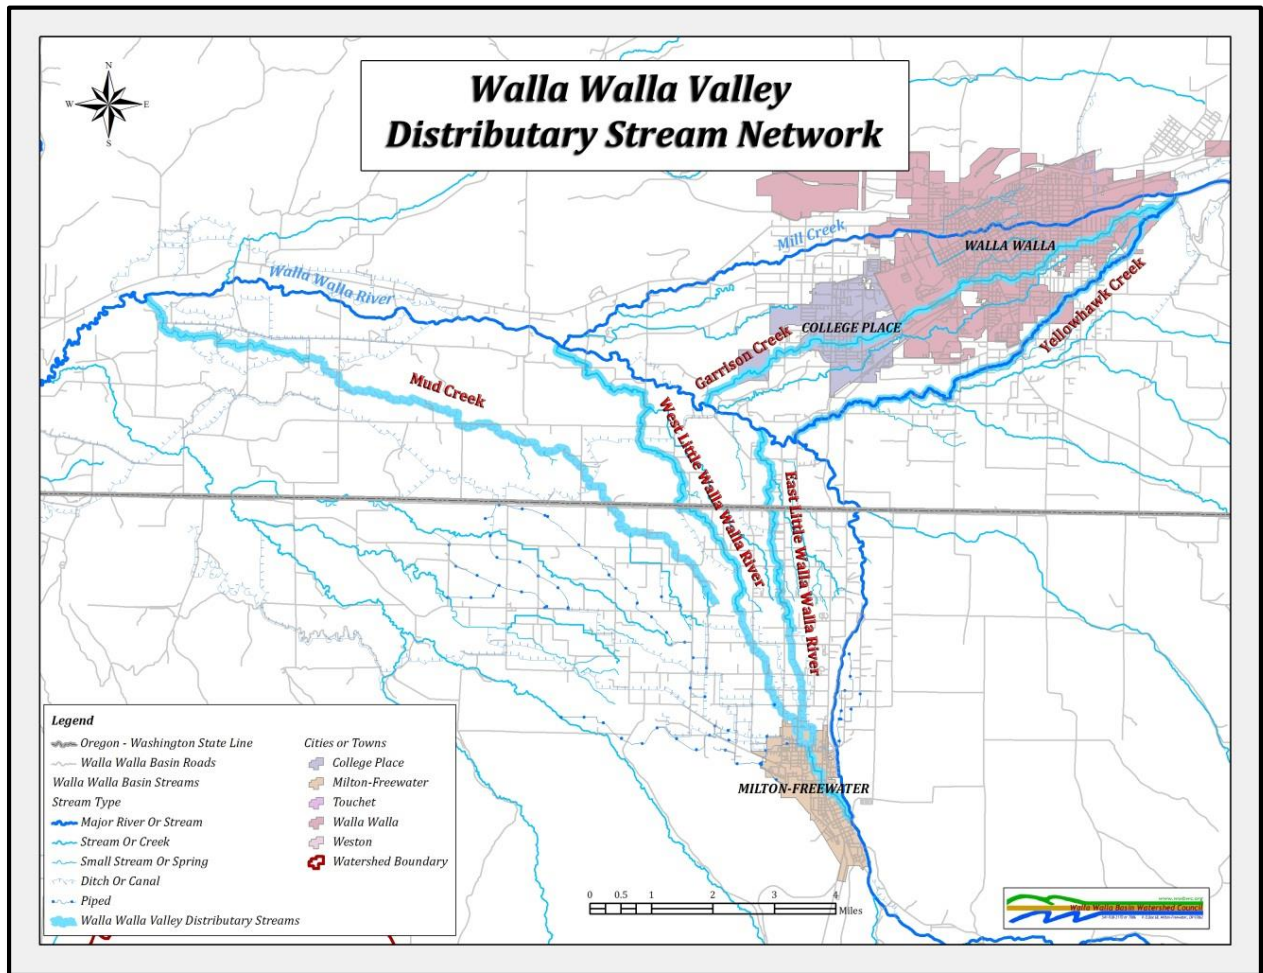 Walla Walla Valley
Distributary Stream Network
N
W
E
S
Mill Creek
WALLA WALLA
Walla Walla River
Yellowhawk Creek
COLLEGE PLACE
Garrison Creek
Mud Creek
West Little Walla Walla River
East Little Walla Walla River
MILTON-FREEWATER
Legend
Oregon - Washington State Line
Walla Walla Basin Roads
Walla Walla Basin Streams
Stream Type
Major River Or Stream
Stream Or Creek
Small Stream Or Spring
Ditch Or Canal
Piped
Walla Walla Valley Distributary Streams
Cities or Towns
College Place
Milton-Freewater
Touchet
Walla Walla
Weston
Watershed Boundary
0 0.5 1 2 3 4
Miles
Walla Walla Basin Watershed Council